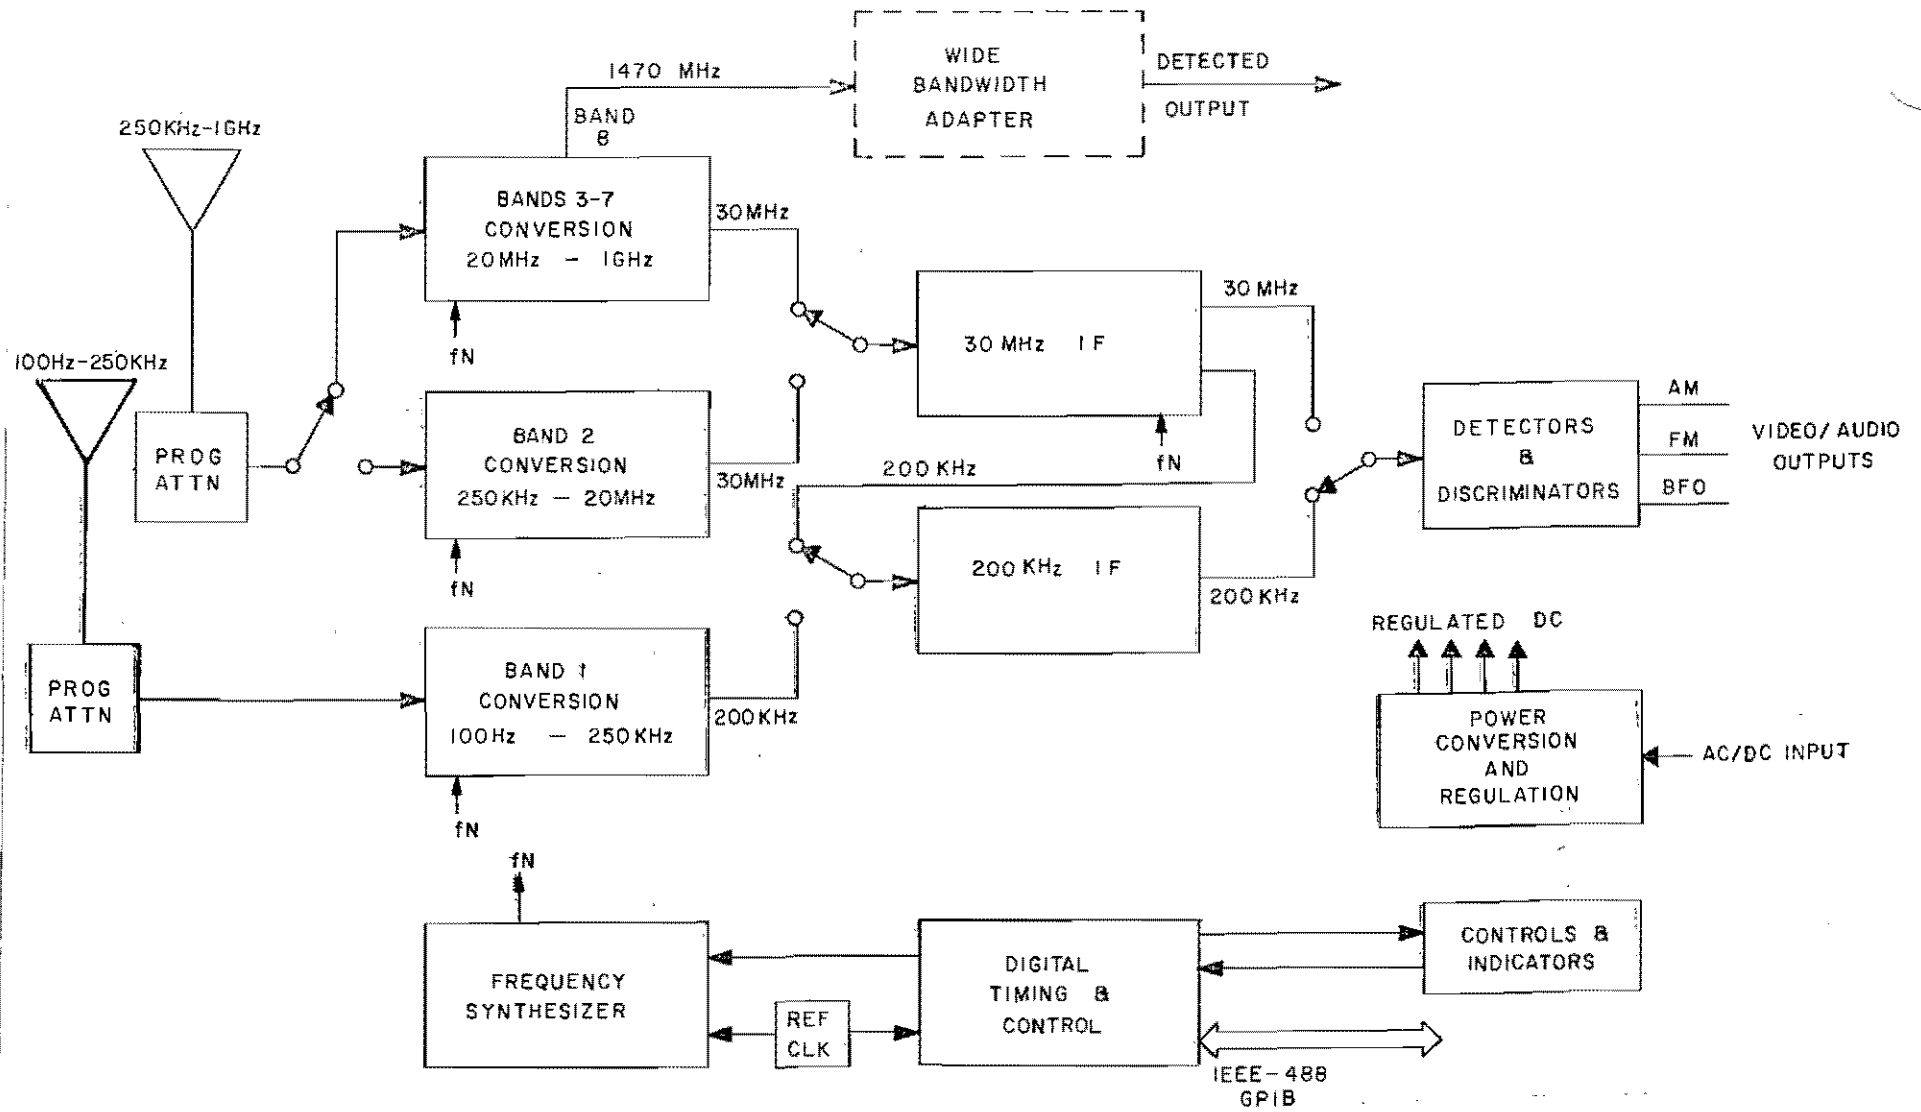 WIDE
BANDWIDTH
ADAPTER
DETECTED
OUTPUT
1470 MHz
BAND
8
250KHz-1GHz
BANDS 3-7
CONVERSION
20MHz - 1GHz
30MHz
fN
100Hz-250KHz
PROG
ATTN
BAND 2
CONVERSION
250KHz - 20MHz
30MHz
fN
30 MHz IF
30 MHz
fN
200 KHz
DETECTORS
&
DISCRIMINATORS
AM
FM
BFO
VIDEO/AUDIO
OUTPUTS
200 KHz IF
200 KHz
PROG
ATTN
BAND 1
CONVERSION
100Hz - 250KHz
200KHz
fN
REGULATED DC
POWER
CONVERSION
AND
REGULATION
AC/DC INPUT
fN
FREQUENCY
SYNTHESIZER
REF
CLK
DIGITAL
TIMING &
CONTROL
CONTROLS &
INDICATORS
IEEE-488
GPIB